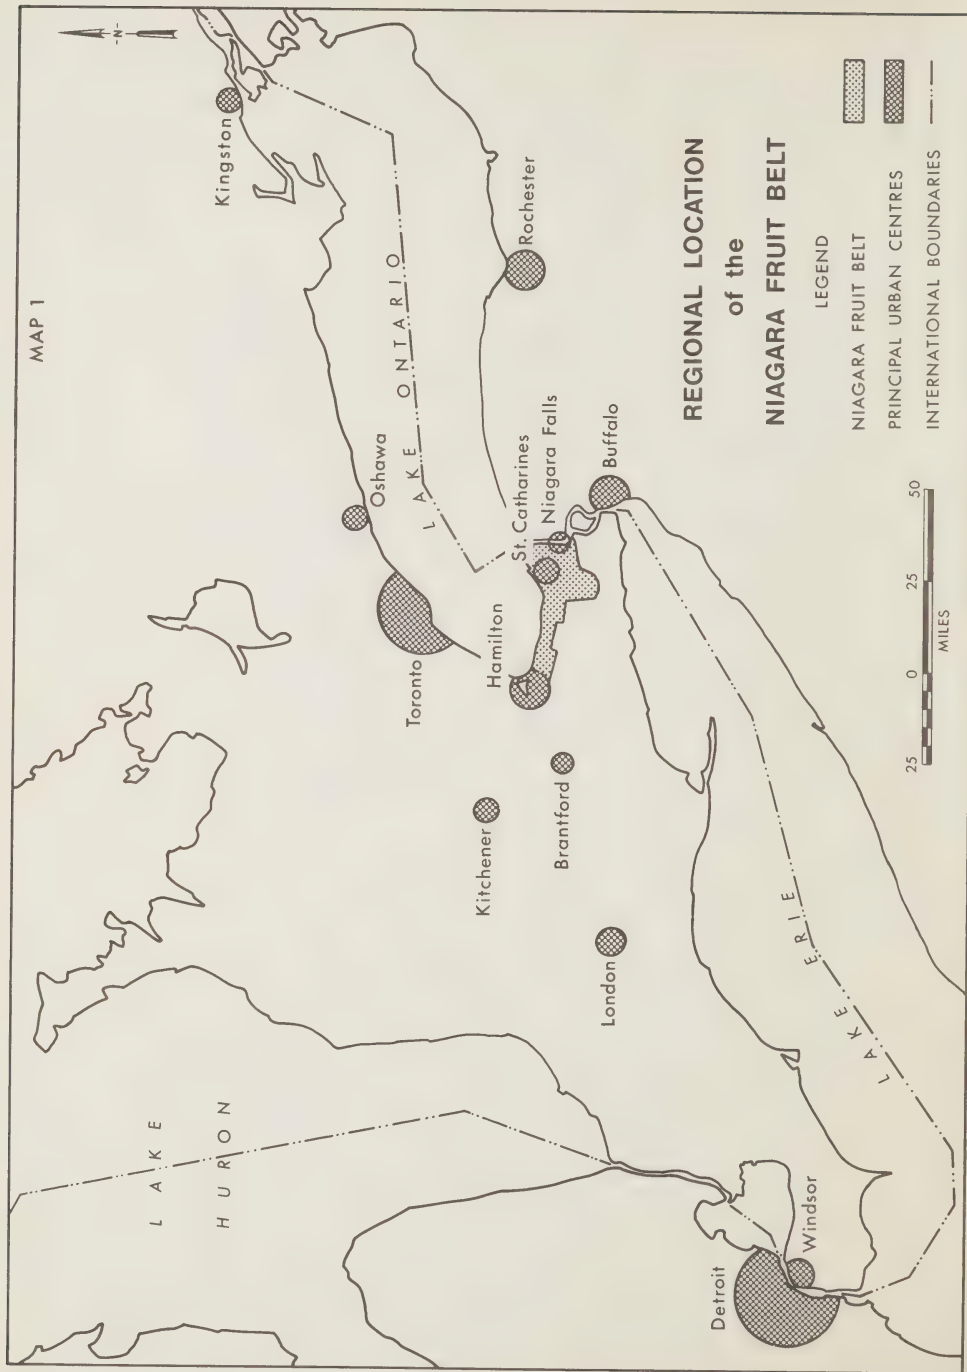 MAP 1
-N-
Kingston
Oshawa
LAKE ONTARIO
Toronto
Rochester
Hamilton
St. Catharines
Niagara Falls
Buffalo
Kitchener
Brantford
London
LAKE
HURON
LAKE ERIE
Detroit
Windsor
REGIONAL LOCATION
of the
NIAGARA FRUIT BELT
LEGEND
NIAGARA FRUIT BELT
PRINCIPAL URBAN CENTRES
INTERNATIONAL BOUNDARIES
25 0 25 50
MILES